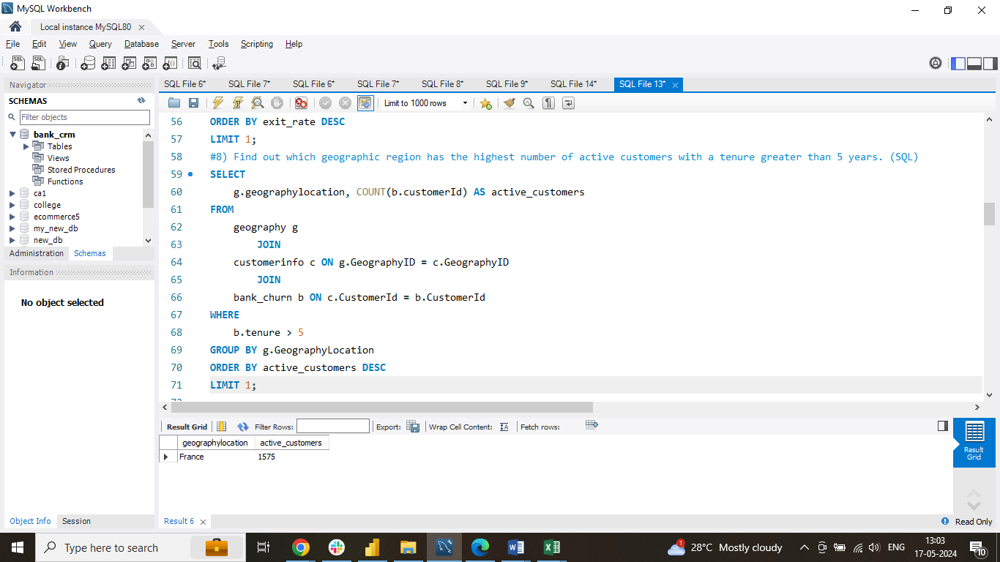 MySQL Workbench
Local instance MySQL80
File Edit View Query Database Server Tools Scripting Help
Navigator
SCHEMAS
Filter objects
bank_crm
Tables
Views
Stored Procedures
Functions
ca1
college
ecommerce5
my_new_db
new_db
Administration Schemas
Information
No object selected
Object Info Session
SQL File 6* SQL File 7* SQL File 6* SQL File 7* SQL File 8* SQL File 9* SQL File 14* SQL File 13*
Limit to 1000 rows
56 ORDER BY exit_rate DESC
57 LIMIT 1;
58 #8) Find out which geographic region has the highest number of active customers with a tenure greater than 5 years. (SQL)
59 SELECT
60 g.geographylocation, COUNT(b.customerId) AS active_customers
61 FROM
62 geography g
63 JOIN
64 customerinfo c ON g.GeographyID = c.GeographyID
65 JOIN
66 bank_churn b ON c.CustomerId = b.CustomerId
67 WHERE
68 b.tenure > 5
69 GROUP BY g.GeographyLocation
70 ORDER BY active_customers DESC
71 LIMIT 1;
Result Grid Filter Rows: Export: Wrap Cell Content: Fetch rows:
geographylocation active_customers
France 1575
Result Grid
Result 6
Read Only
Type here to search
28°C Mostly cloudy
ENG
13:03
17-05-2024
1
10